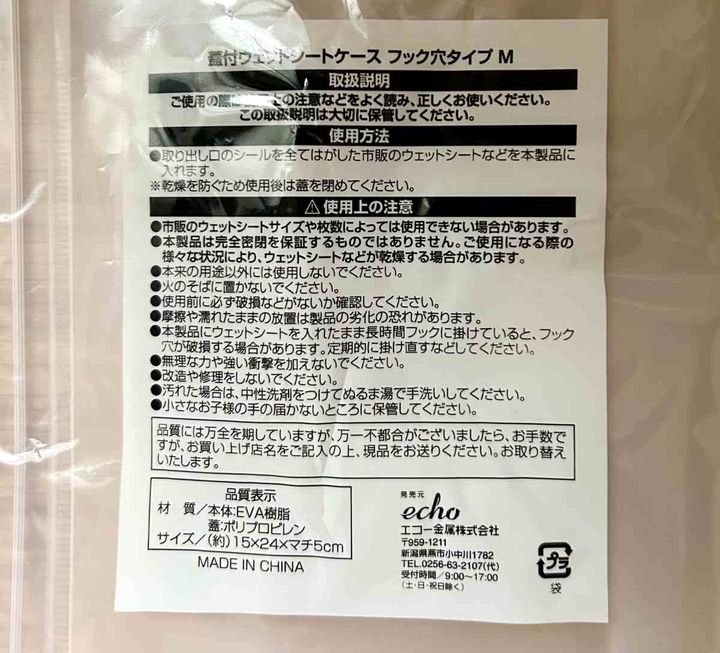 蓋付ウェットシートケース フック穴タイプ M
取扱説明
ご使用の際は使用上の注意などをよく読み、正しくお使いください。
この取扱説明は大切に保管してください。
使用方法
●取り出し口のシールを全てはがした市販のウェットシートなどを本製品に
入れます。
※乾燥を防ぐため使用後は蓋を閉めてください。
⚠使用上の注意
●市販のウェットシートサイズや枚数によっては使用できない場合があります。
●本製品は完全密閉を保証するものではありません。ご使用になる際の
様々な状況により、ウェットシートなどが乾燥する場合があります。
●本来の用途以外には使用しないでください。
●火のそばに置かないでください。
●使用前に必ず破損などがないか確認してください。
●摩擦や濡れたままの放置は製品の劣化の恐れがあります。
●本製品にウェットシートを入れたまま長時間フックに掛けていると、フック
穴が破損する場合があります。定期的に掛け直すなどしてください。
●無理な力や強い衝撃を加えないでください。
●改造や修理をしないでください。
●汚れた場合は、中性洗剤をつけてぬるま湯で手洗いしてください。
●小さなお子様の手の届かないところに保管してください。
品質には万全を期していますが、万一不都合がございましたら、お手数で
すが、お買い上げ店名をご記入の上、現品をお送りください。お取り替え
いたします。
品質表示
材 質／本体:EVA樹脂
蓋:ポリプロピレン
サイズ／(約)15×24×マチ5cm
MADE IN CHINA
発売元
echo
エコー金属株式会社
〒959-1211
新潟県燕市小中川1782
TEL.0256-63-2107(代)
受付時間／9:00〜17:00
(土・日・祝日除く)
プラ
袋